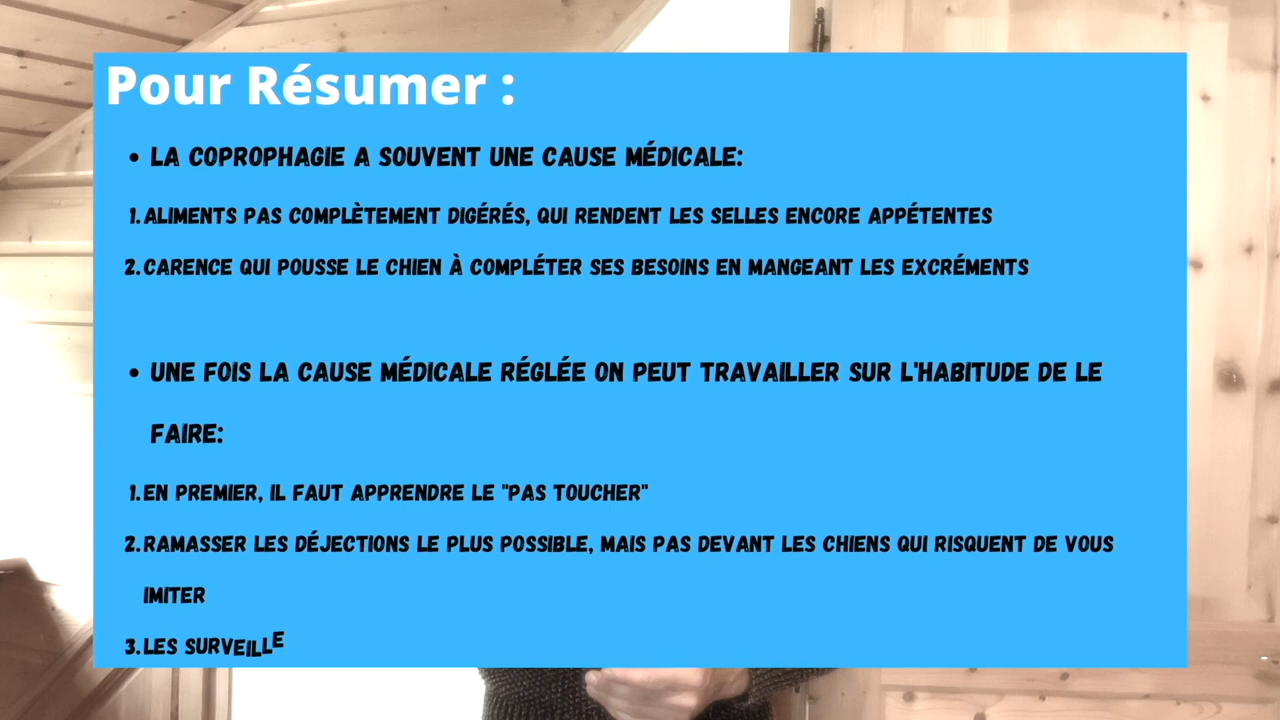 Pour Résumer :
• LA COPROPHAGIE A SOUVENT UNE CAUSE MÉDICALE:
1. ALIMENTS PAS COMPLÈTEMENT DIGÉRÉS, QUI RENDENT LES SELLES ENCORE APPÉTENTES
2. CARENCE QUI POUSSE LE CHIEN À COMPLÉTER SES BESOINS EN MANGEANT LES EXCRÉMENTS
• UNE FOIS LA CAUSE MÉDICALE RÉGLÉE ON PEUT TRAVAILLER SUR L'HABITUDE DE LE
FAIRE:
1. EN PREMIER, IL FAUT APPRENDRE LE "PAS TOUCHER"
2. RAMASSER LES DÉJECTIONS LE PLUS POSSIBLE, MAIS PAS DEVANT LES CHIENS QUI RISQUENT DE VOUS
IMITER
3. LES SURVEILLE